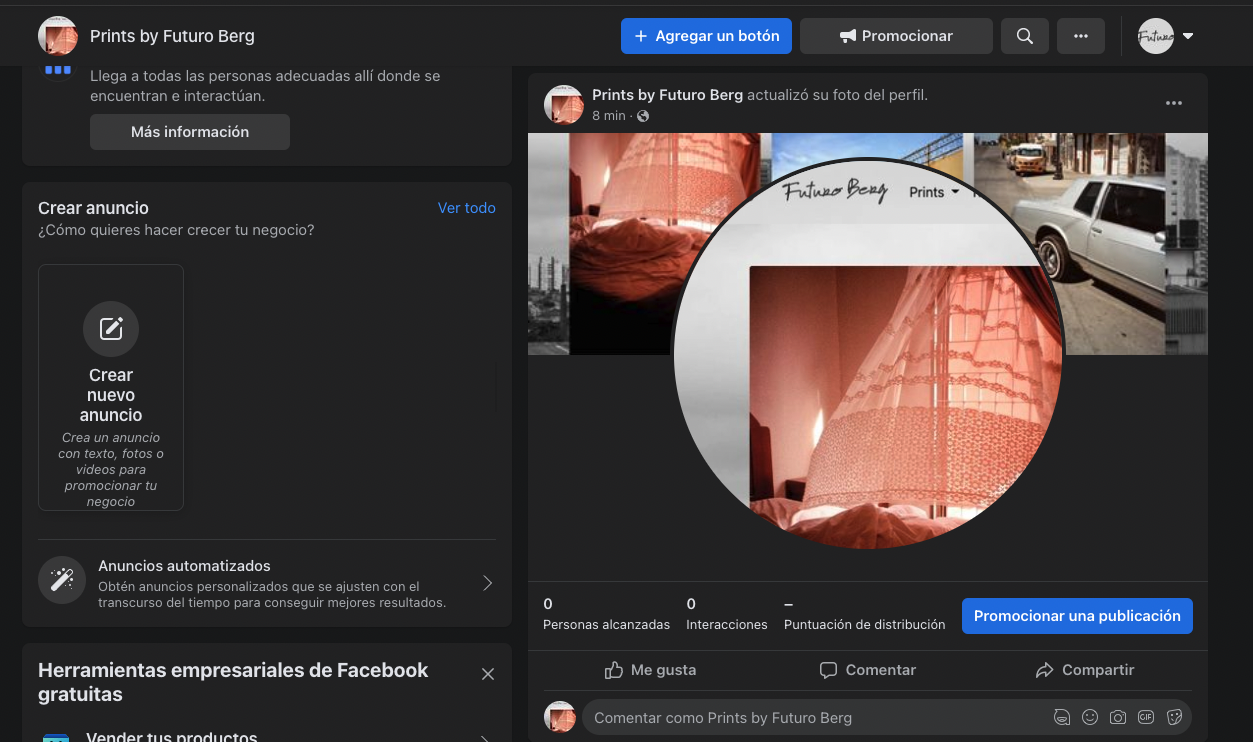 Prints by Futuro Berg
+ Agregar un botón
Promocionar
Futuro
Llega a todas las personas adecuadas allí donde se
encuentran e interactúan.
Más información
Crear anuncio
Ver todo
¿Cómo quieres hacer crecer tu negocio?
Crear
nuevo
anuncio
Crea un anuncio
con texto, fotos o
videos para
promocionar tu
negocio
Anuncios automatizados
Obtén anuncios personalizados que se ajusten con el
transcurso del tiempo para conseguir mejores resultados.
Herramientas empresariales de Facebook
gratuitas
Vender tus productos
Prints by Futuro Berg actualizó su foto del perfil.
8 min ·
Futuro Berg
Prints
0
Personas alcanzadas
0
Interacciones
–
Puntuación de distribución
Promocionar una publicación
Me gusta
Comentar
Compartir
Comentar como Prints by Futuro Berg
GIF